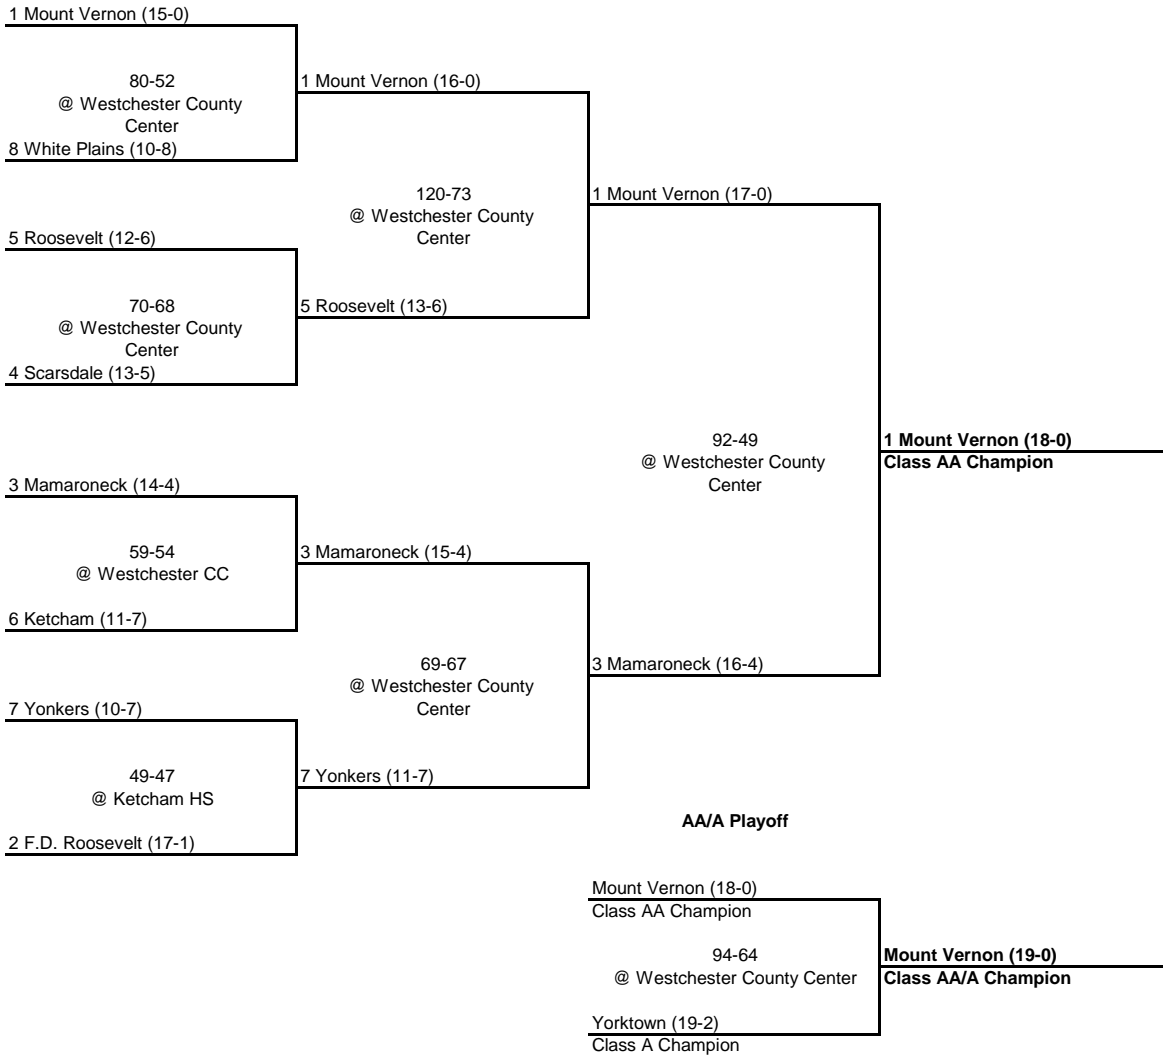 1 Mount Vernon (15-0)
80-52
@ Westchester County
Center
8 White Plains (10-8)
1 Mount Vernon (16-0)
120-73
@ Westchester County
Center
1 Mount Vernon (17-0)
5 Roosevelt (12-6)
70-68
@ Westchester County
Center
4 Scarsdale (13-5)
5 Roosevelt (13-6)
92-49
@ Westchester County
Center
1 Mount Vernon (18-0)
Class AA Champion
3 Mamaroneck (14-4)
59-54
@ Westchester CC
6 Ketcham (11-7)
3 Mamaroneck (15-4)
69-67
@ Westchester County
Center
3 Mamaroneck (16-4)
7 Yonkers (10-7)
49-47
@ Ketcham HS
2 F.D. Roosevelt (17-1)
7 Yonkers (11-7)
AA/A Playoff
Mount Vernon (18-0)
Class AA Champion
94-64
@ Westchester County Center
Yorktown (19-2)
Class A Champion
Mount Vernon (19-0)
Class AA/A Champion